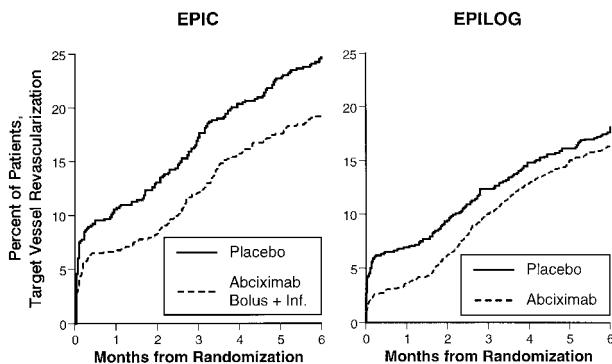 EPIC
EPILOG
Percent of Patients,
Target Vessel Revascularization
25
20
15
10
5
0
Placebo
Abciximab
Bolus + Inf.
0 1 2 3 4 5 6
Months from Randomization
25
20
15
10
5
0
Placebo
Abciximab
0 1 2 3 4 5 6
Months from Randomization